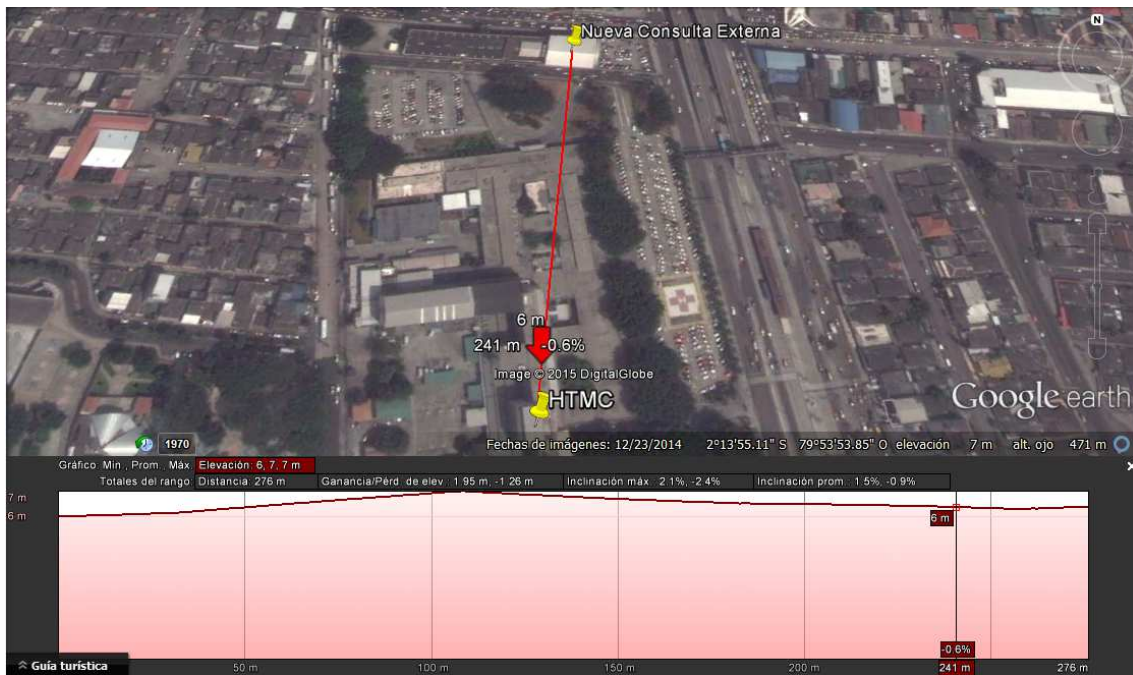 N
Nueva Consulta Externa
6 m
241 m -0.6%
Image © 2015 DigitalGlobe
HTMC
Google earth
1970
Fechas de imágenes: 12/23/2014 2°13'55.11" S 79°53'53.85" O elevación 7 m alt. ojo 471 m
Gráfico: Mín., Prom., Máx. Elevación: 6, 7, 7 m
Totales del rango: Distancia: 276 m Ganancia/Pérd. de elev.: 1.95 m, -1.26 m Inclinación máx.: 2.1%, -2.4% Inclinación prom.: 1.5%, -0.9%
7 m
6 m
6 m
-0.6%
Guía turística
50 m 100 m 150 m 200 m 241 m 276 m